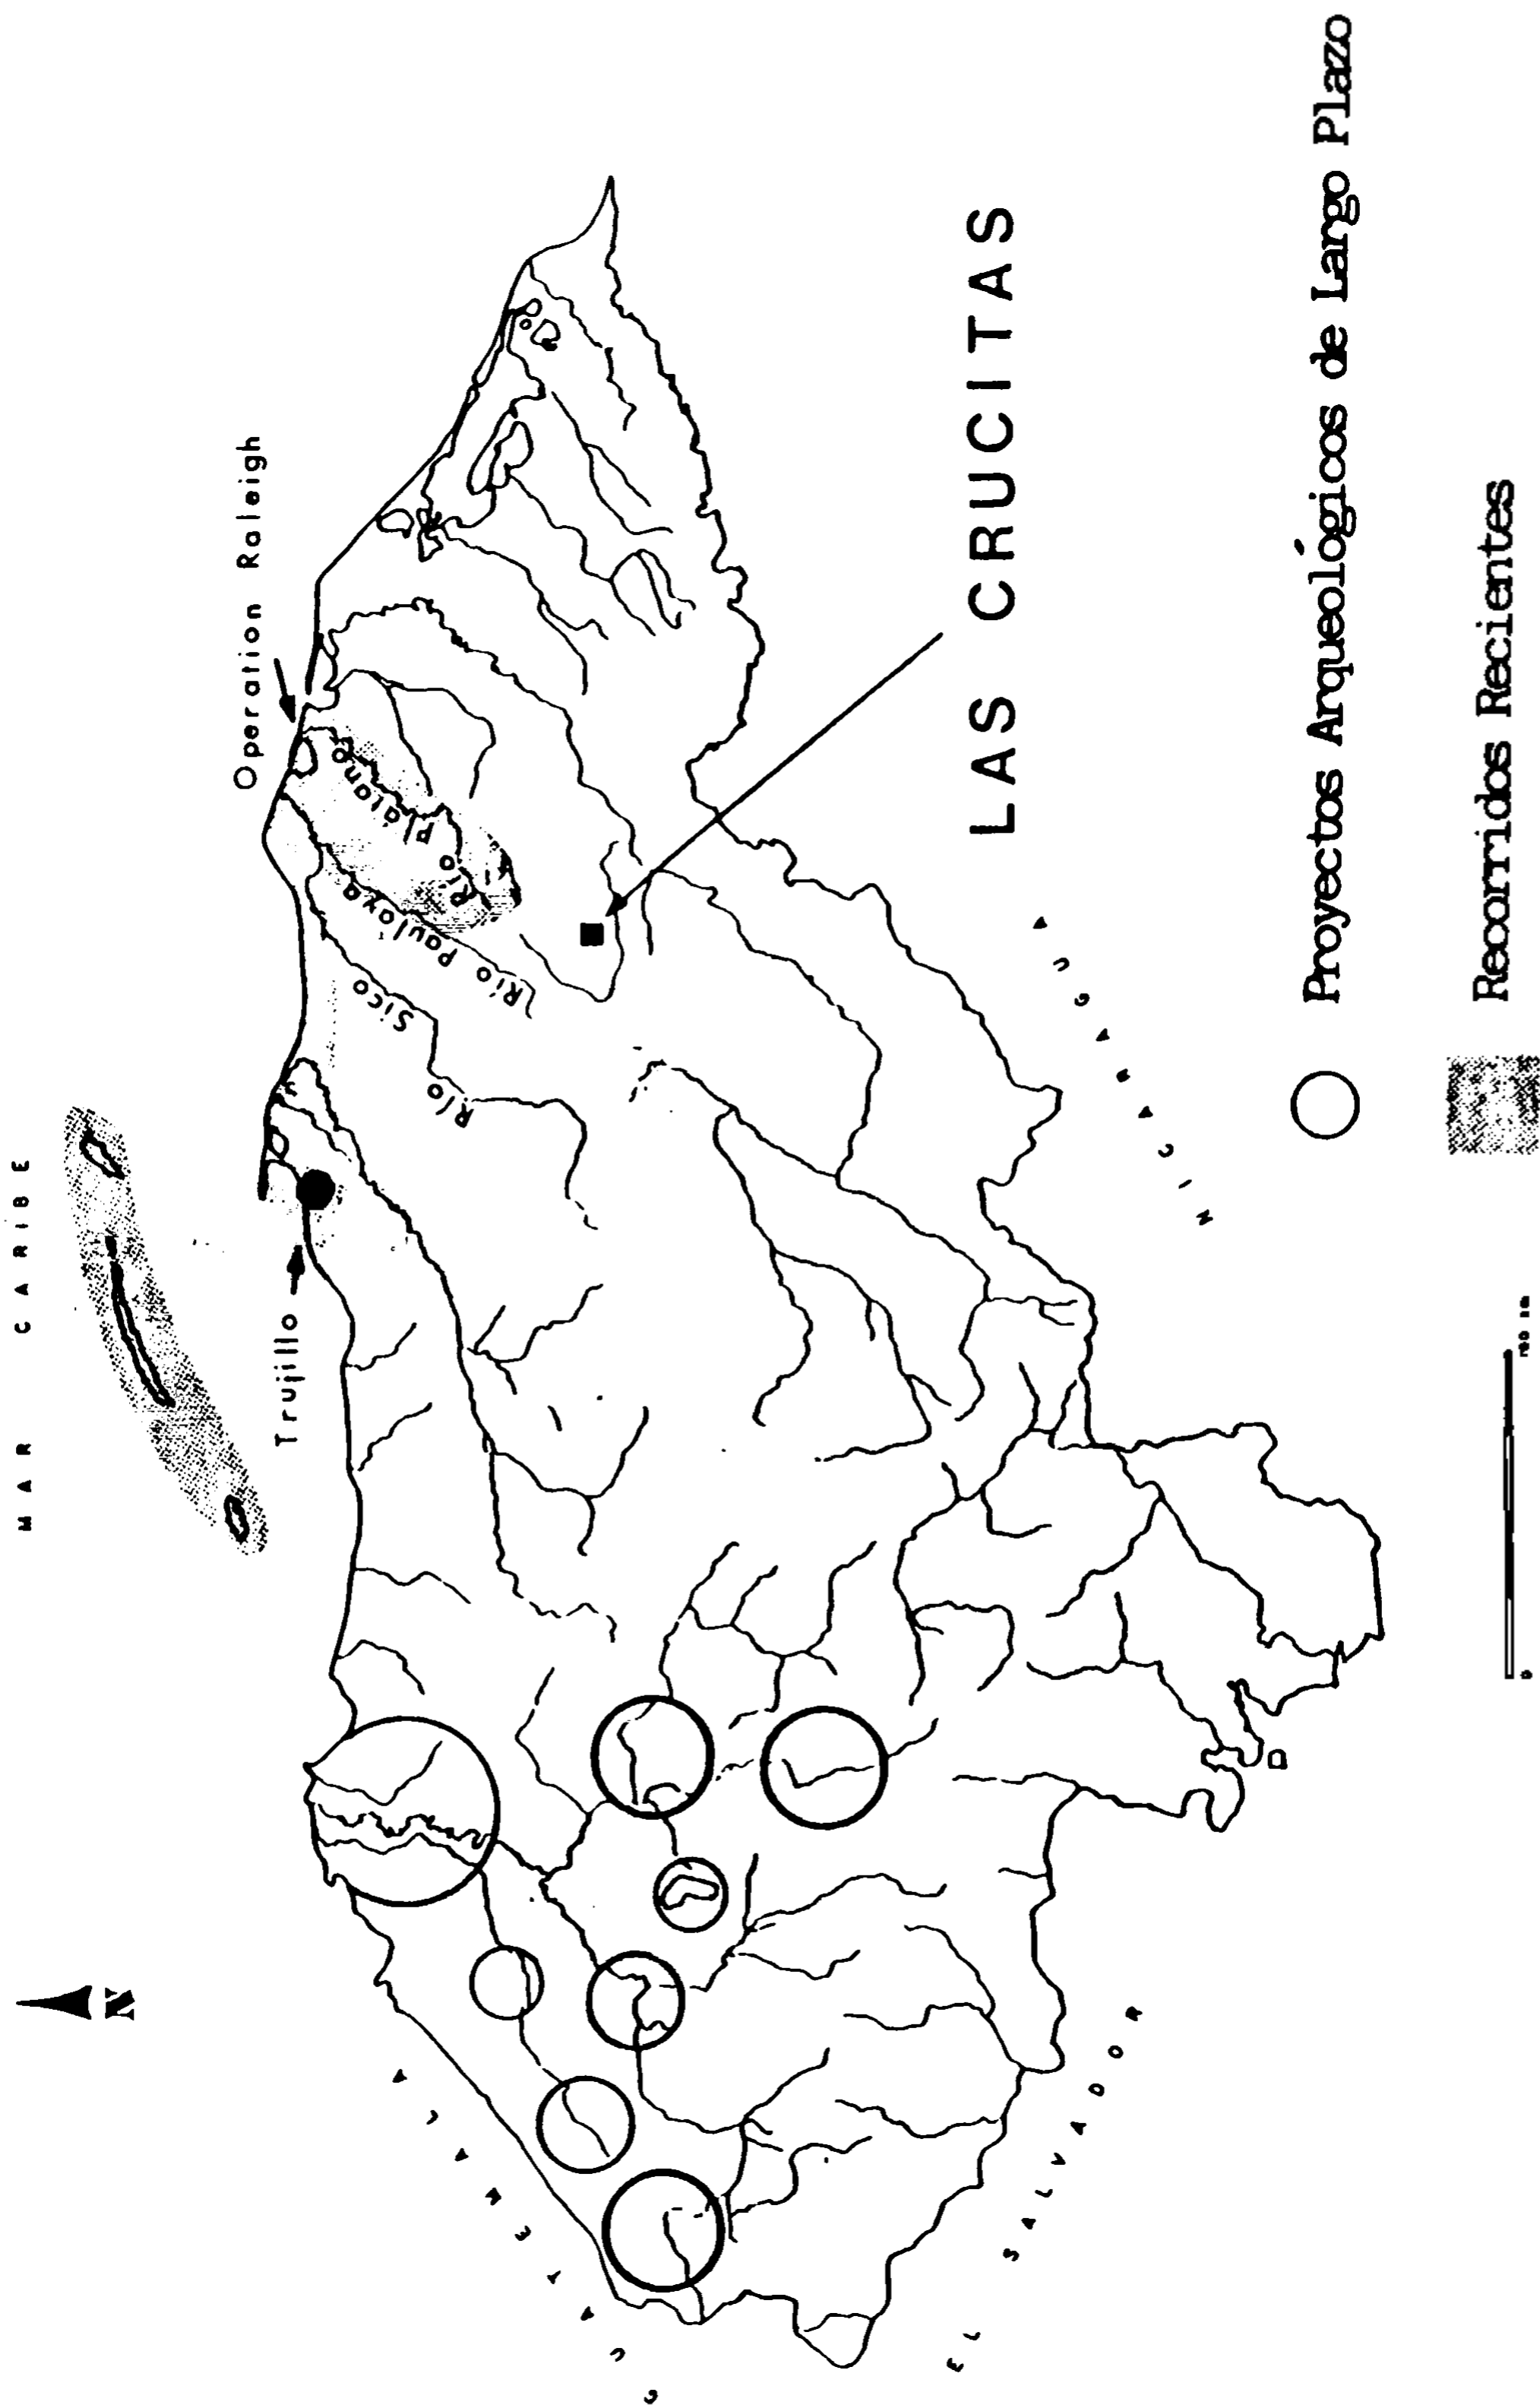 MAR CARIBE
N
Operation Raleigh
Trujillo
Río Sico
Río Paulaya
Río Plátano
GUATEMALA
LAS CRUCITAS
NICARAGUA
EL SALVADOR
Proyectos Arqueológicos de Largo Plazo
Recorridos Recientes
0